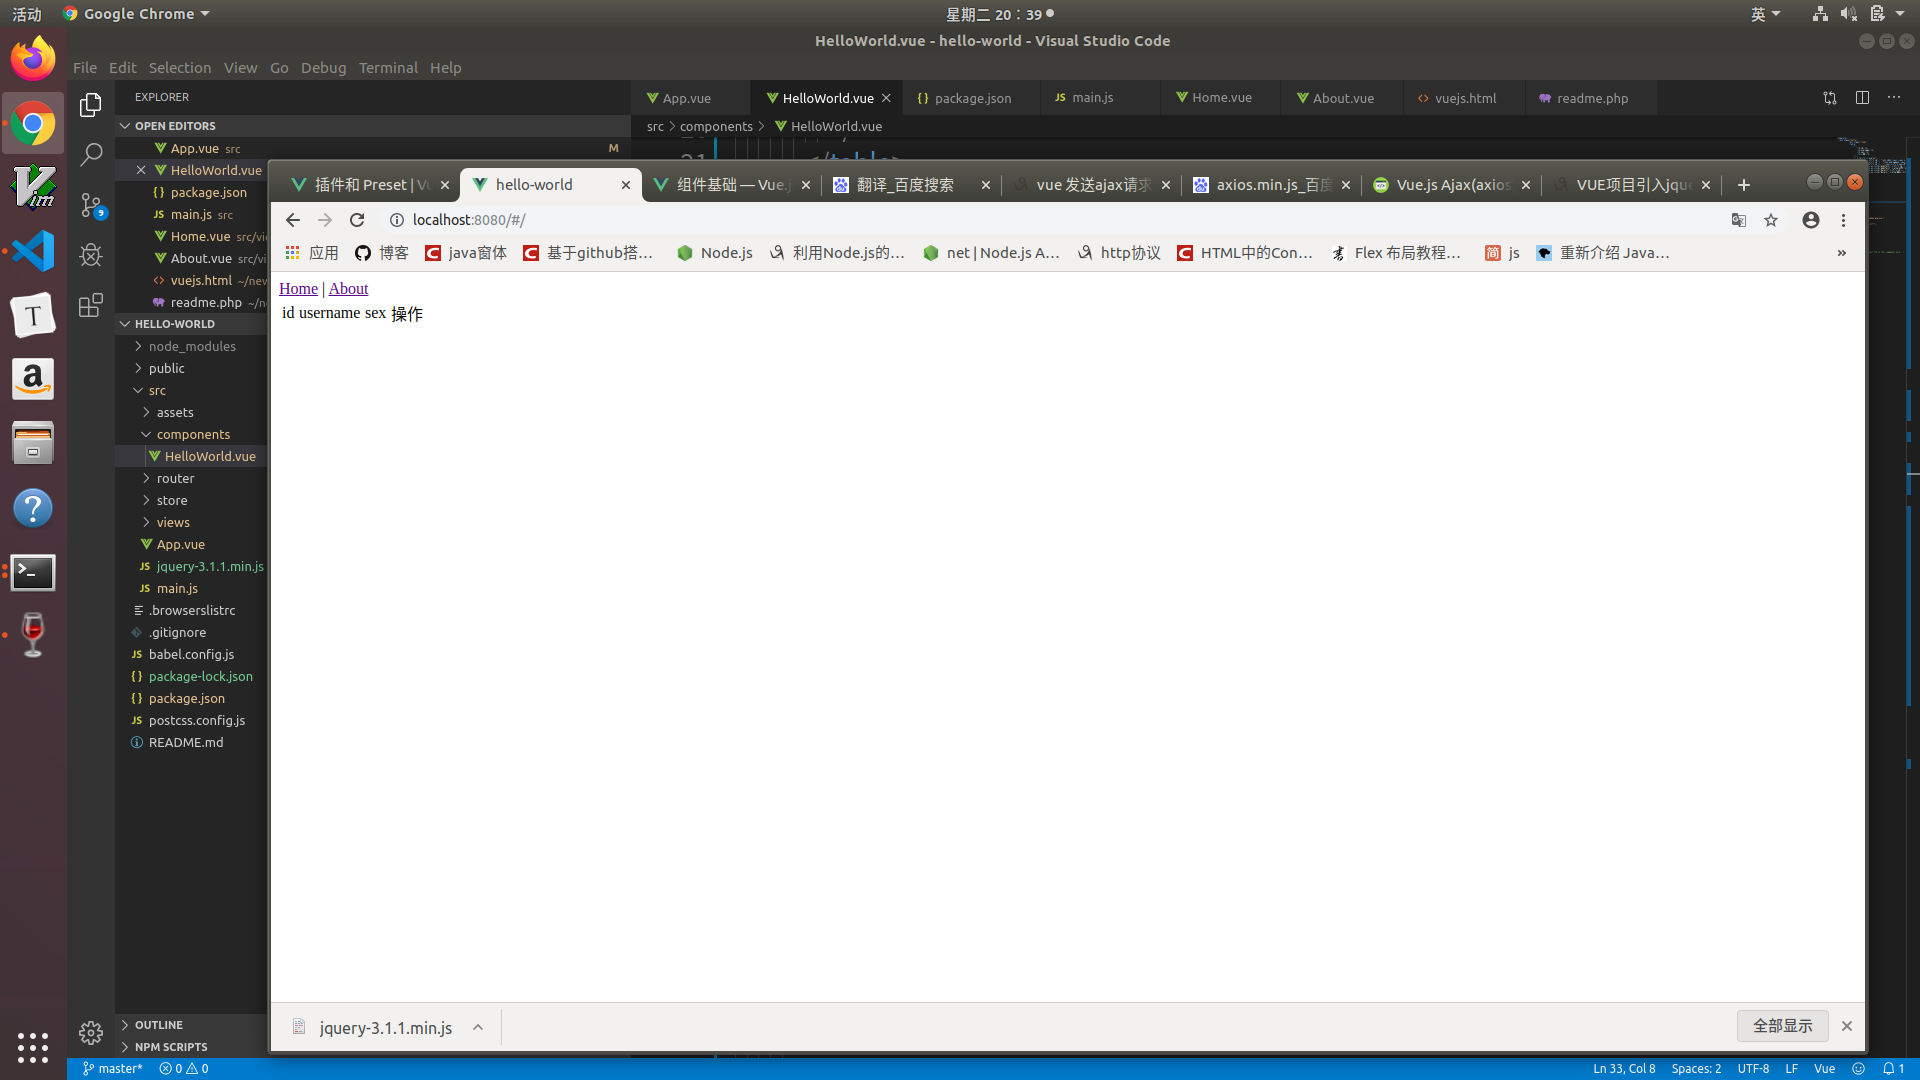 活动
Google Chrome
星期二 20：39
英
HelloWorld.vue - hello-world - Visual Studio Code
File Edit Selection View Go Debug Terminal Help
EXPLORER
App.vue
HelloWorld.vue
package.json
main.js
Home.vue
About.vue
vuejs.html
readme.php
src
components
HelloWorld.vue
OPEN EDITORS
App.vue src M
HelloWorld.vue
package.json
main.js src
Home.vue src/vi
About.vue src/vi
vuejs.html ~/new
readme.php ~/ne
HELLO-WORLD
node_modules
public
src
assets
components
HelloWorld.vue
router
store
views
App.vue
jquery-3.1.1.min.js
main.js
.browserslistrc
.gitignore
babel.config.js
package-lock.json
package.json
postcss.config.js
README.md
OUTLINE
NPM SCRIPTS
9
插件和 Preset | Vu
hello-world
组件基础 — Vue.j
翻译_百度搜索
vue 发送ajax请求
axios.min.js_百度
Vue.js Ajax(axios
VUE项目引入jque
localhost:8080/#/
应用
博客
java窗体
基于github搭…
Node.js
利用Node.js的…
net | Node.js A…
http协议
HTML中的Con…
Flex 布局教程…
js
重新介绍 Java…
»
Home | About
id username sex 操作
jquery-3.1.1.min.js
全部显示
master* 0 0
Ln 33, Col 8 Spaces: 2 UTF-8 LF Vue 1